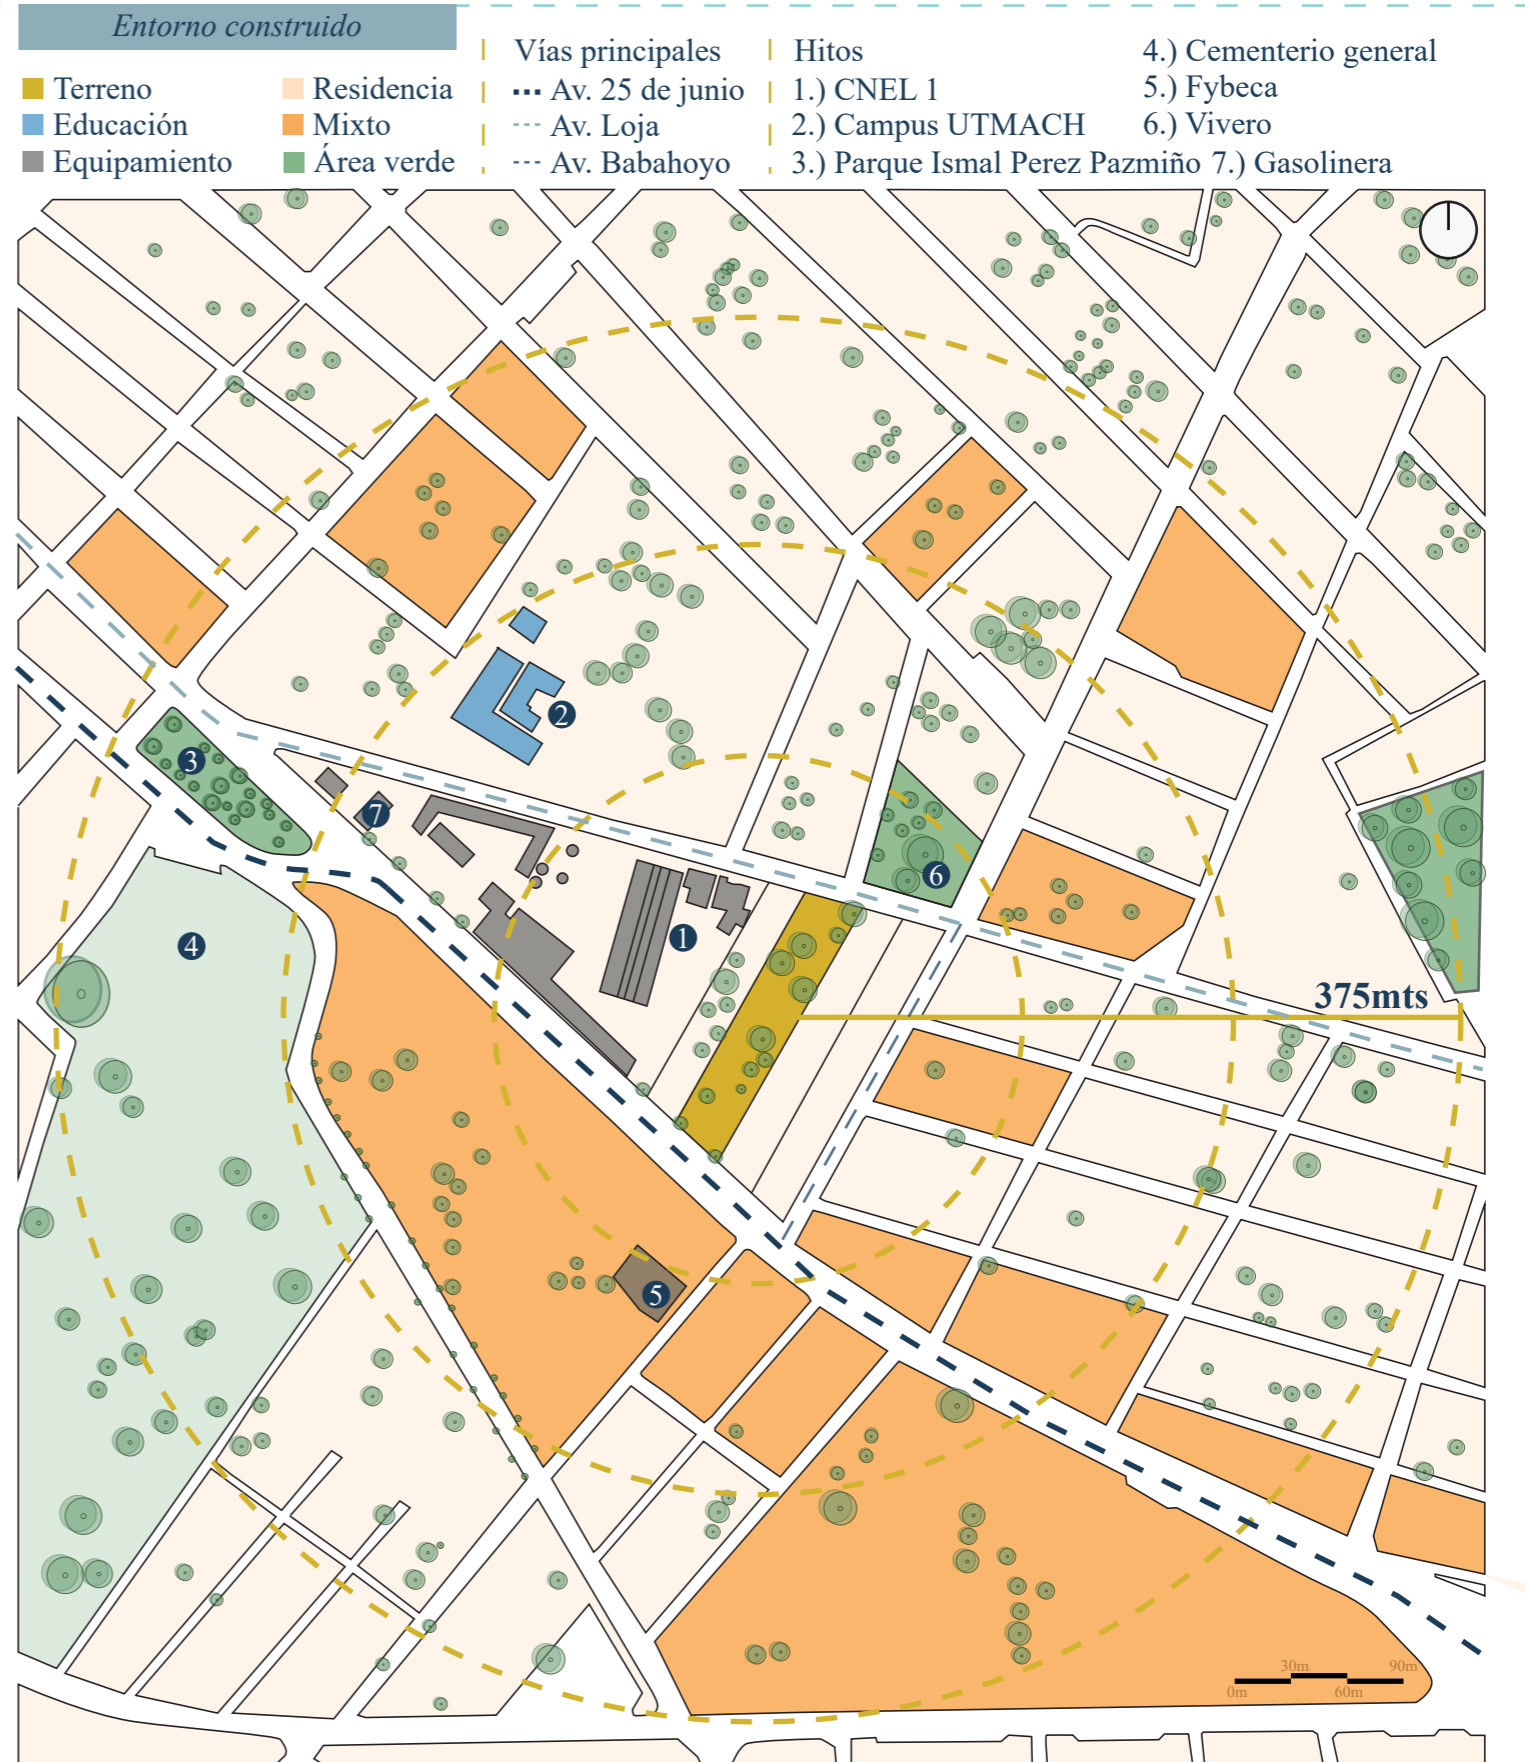 Entorno construido
Terreno
Educación
Equipamiento
Residencia
Mixto
Área verde
Vías principales
Av. 25 de junio
Av. Loja
Av. Babahoyo
Hitos
1.) CNEL 1
2.) Campus UTMACH
3.) Parque Ismal Perez Pazmiño
4.) Cementerio general
5.) Fybeca
6.) Vivero
7.) Gasolinera
2
3
7
6
1
4
375mts
5
30m 90m
0m 60m